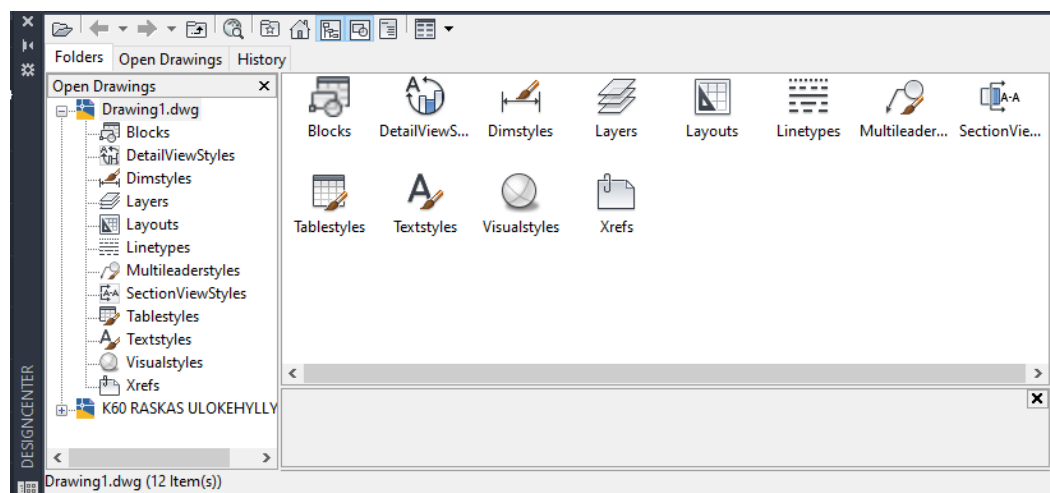 Folders Open Drawings History
Open Drawings
Drawing1.dwg
Blocks
DetailViewStyles
Dimstyles
Layers
Layouts
Linetypes
Multileaderstyles
SectionViewStyles
Tablestyles
Textstyles
Visualstyles
Xrefs
K60 RASKAS ULOKEHYLLY
Blocks DetailViewS... Dimstyles Layers Layouts Linetypes Multileader... SectionVie...
Tablestyles Textstyles Visualstyles Xrefs
DESIGNCENTER
Drawing1.dwg (12 Item(s))